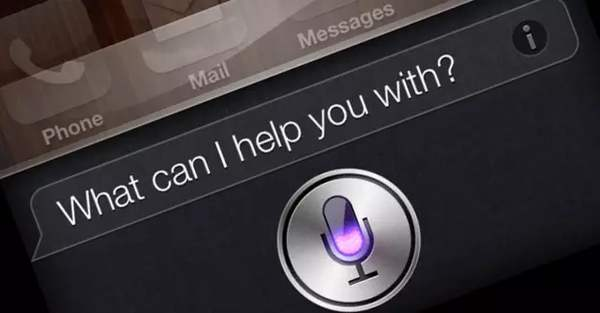 Phone
Mail
Messages
What can I help you with?
i